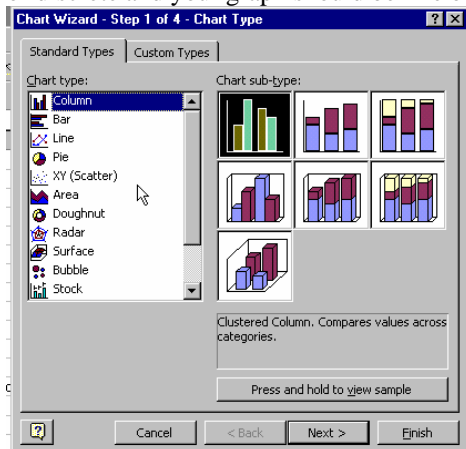 Chart Wizard - Step 1 of 4 - Chart Type
Standard Types
Custom Types
Chart type:
Chart sub-type:
Column
Bar
Line
Pie
XY (Scatter)
Area
Doughnut
Radar
Surface
Bubble
Stock
Clustered Column. Compares values across
categories.
Press and hold to view sample
Cancel
< Back
Next >
Finish